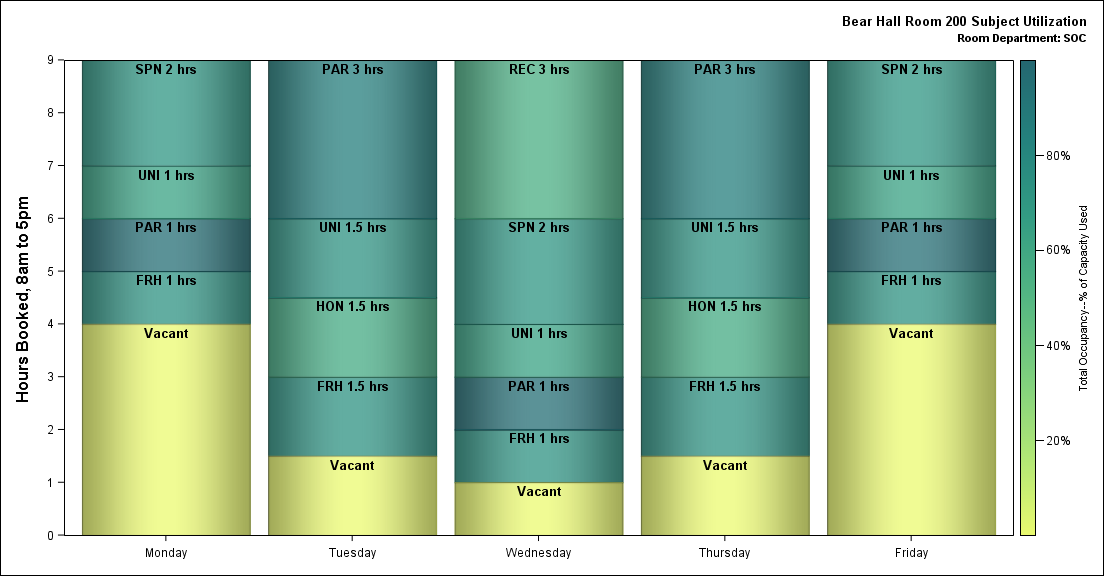 Bear Hall Room 200 Subject Utilization
Room Department: SOC
Hours Booked, 8am to 5pm
9
8
7
6
5
4
3
2
1
0
SPN 2 hrs
UNI 1 hrs
PAR 1 hrs
FRH 1 hrs
Vacant
PAR 3 hrs
UNI 1.5 hrs
HON 1.5 hrs
FRH 1.5 hrs
Vacant
REC 3 hrs
SPN 2 hrs
UNI 1 hrs
PAR 1 hrs
FRH 1 hrs
Vacant
PAR 3 hrs
UNI 1.5 hrs
HON 1.5 hrs
FRH 1.5 hrs
Vacant
SPN 2 hrs
UNI 1 hrs
PAR 1 hrs
FRH 1 hrs
Vacant
Monday
Tuesday
Wednesday
Thursday
Friday
80%
60%
40%
20%
Total Occupancy--% of Capacity Used